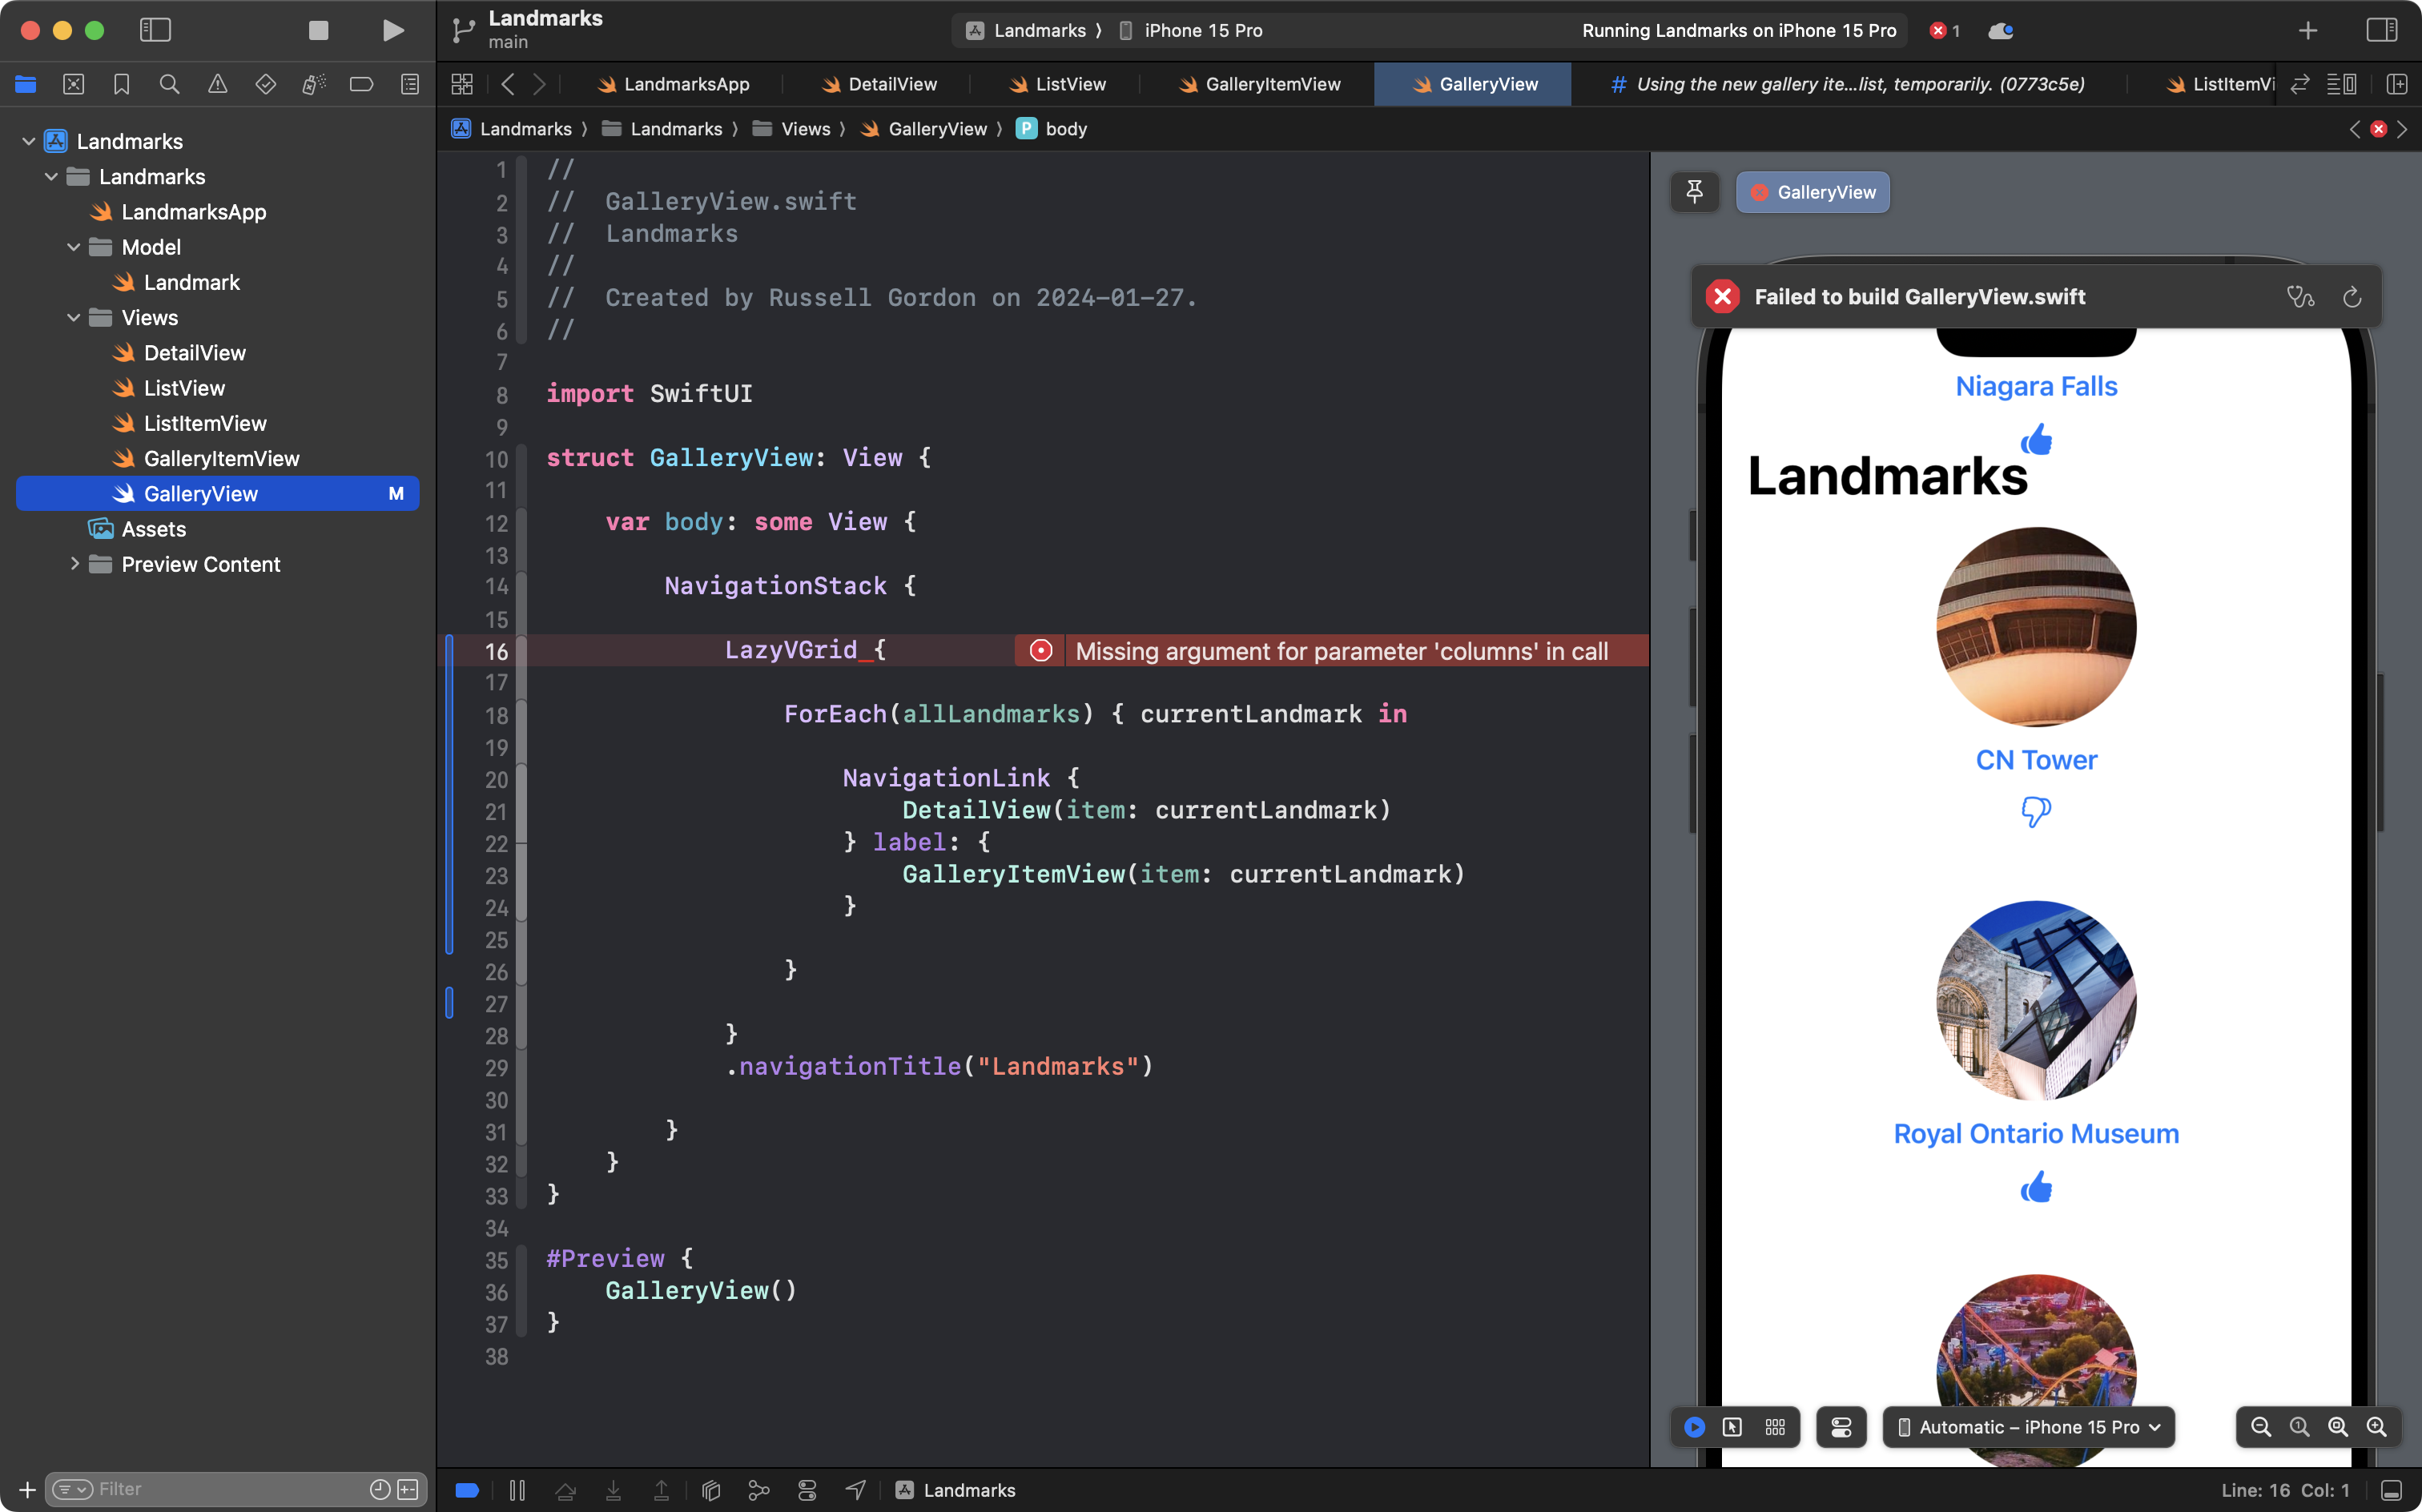 Landmarks
main
Landmarks 〉 iPhone 15 Pro
Running Landmarks on iPhone 15 Pro
1
LandmarksApp
DetailView
ListView
GalleryItemView
GalleryView
# Using the new gallery ite...list, temporarily. (0773c5e)
ListItemVi
Landmarks 〉 Landmarks 〉 Views 〉 GalleryView 〉 P body
Landmarks
Landmarks
LandmarksApp
Model
Landmark
Views
DetailView
ListView
ListItemView
GalleryItemView
GalleryView M
Assets
Preview Content
Filter
1 //
2 //  GalleryView.swift
3 //  Landmarks
4 //
5 //  Created by Russell Gordon on 2024-01-27.
6 //
7
8 import SwiftUI
9
10 struct GalleryView: View {
11
12     var body: some View {
13
14         NavigationStack {
15
16             LazyVGrid {
Missing argument for parameter 'columns' in call
17
18                 ForEach(allLandmarks) { currentLandmark in
19
20                     NavigationLink {
21                         DetailView(item: currentLandmark)
22                     } label: {
23                         GalleryItemView(item: currentLandmark)
24                     }
25
26                 }
27
28             }
29             .navigationTitle("Landmarks")
30
31         }
32     }
33 }
34
35 #Preview {
36     GalleryView()
37 }
38
GalleryView
Failed to build GalleryView.swift
Niagara Falls
Landmarks
CN Tower
Royal Ontario Museum
Automatic – iPhone 15 Pro
Landmarks
Line: 16 Col: 1